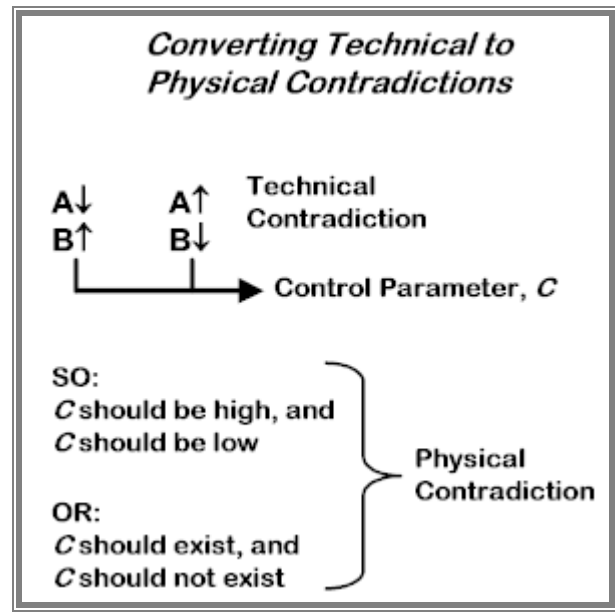 Converting Technical to
Physical Contradictions
A↓ A↑ Technical
B↑ B↓ Contradiction
Control Parameter, C
SO:
C should be high, and
C should be low
Physical
Contradiction
OR:
C should exist, and
C should not exist